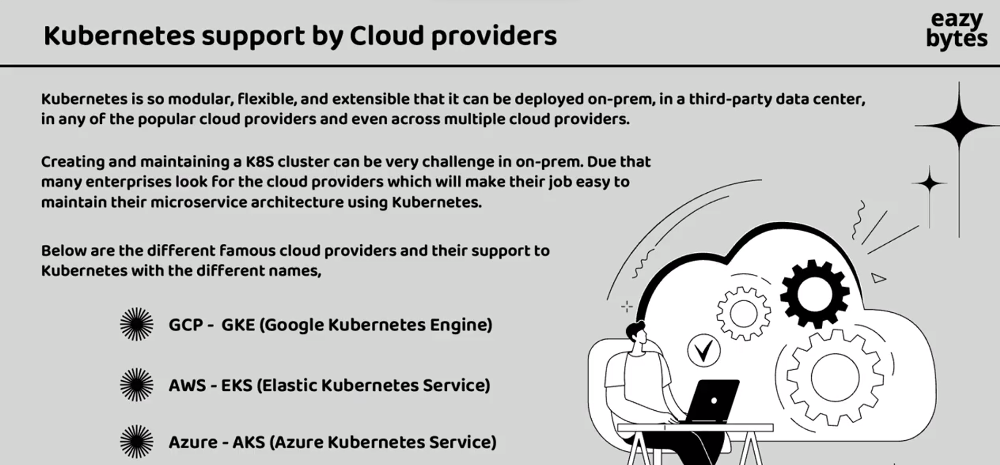 Kubernetes support by Cloud providers
eazy
bytes
Kubernetes is so modular, flexible, and extensible that it can be deployed on-prem, in a third-party data center,
in any of the popular cloud providers and even across multiple cloud providers.
Creating and maintaining a K8S cluster can be very challenge in on-prem. Due that
many enterprises look for the cloud providers which will make their job easy to
maintain their microservice architecture using Kubernetes.
Below are the different famous cloud providers and their support to
Kubernetes with the different names,
GCP - GKE (Google Kubernetes Engine)
AWS - EKS (Elastic Kubernetes Service)
Azure - AKS (Azure Kubernetes Service)